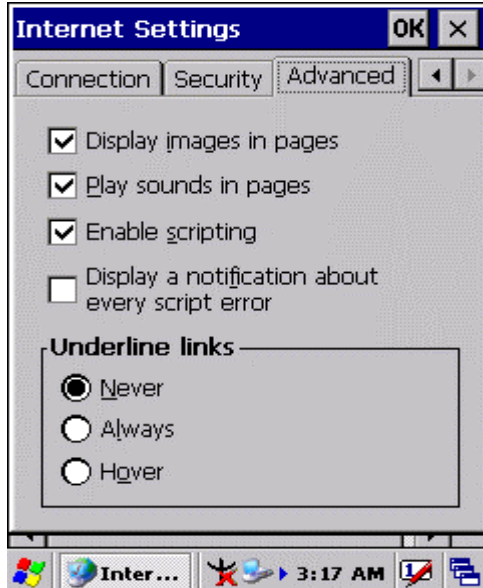 Internet Settings OK
Connection Security Advanced
Display images in pages
Play sounds in pages
Enable scripting
Display a notification about
every script error
Underline links
Never
Always
Hover
Inter... 3:17 AM